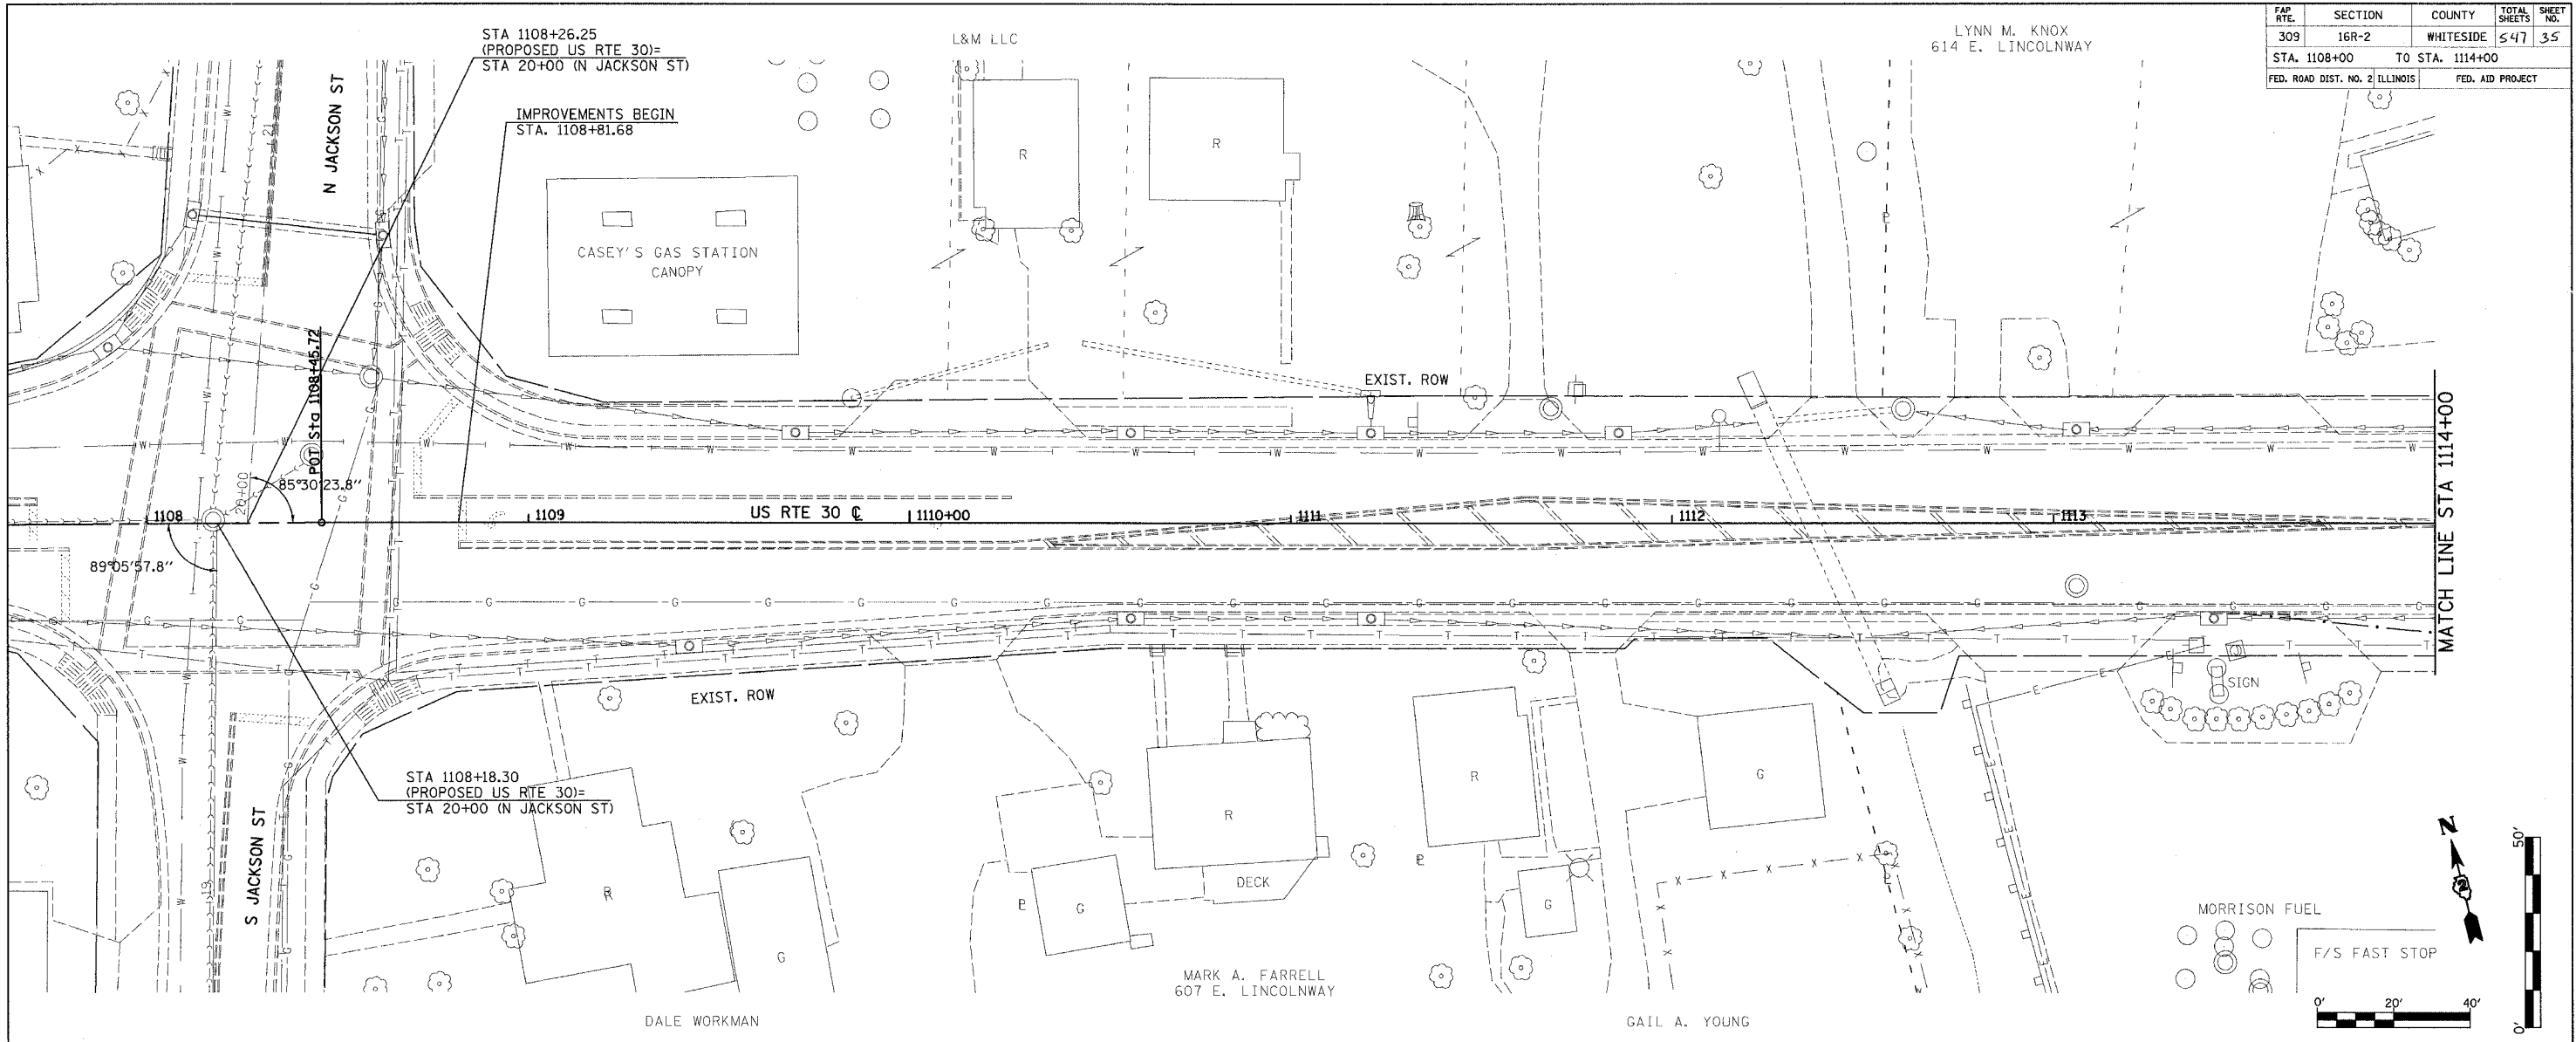 FAP RTE. SECTION COUNTY TOTAL SHEETS SHEET NO.
309 16R-2 WHITESIDE 547 35
STA. 1108+00 TO STA. 1114+00
FED. ROAD DIST. NO. 2 ILLINOIS FED. AID PROJECT
STA 1108+26.25
(PROPOSED US RTE 30)=
STA 20+00 (N JACKSON ST)
IMPROVEMENTS BEGIN
STA. 1108+81.68
L&M LLC
LYNN M. KNOX
614 E. LINCOLNWAY
N JACKSON ST
21
R
R
CASEY'S GAS STATION
CANOPY
POT Sta 1108+45.72
EXIST. ROW
20+00
85°30'23.8"
1108
1109
US RTE 30 ℄
1110+00
1111
1112
1113
MATCH LINE STA 1114+00
89°05'57.8"
EXIST. ROW
SIGN
STA 1108+18.30
(PROPOSED US RTE 30)=
STA 20+00 (N JACKSON ST)
S JACKSON ST
19
R
G
R
G
DECK
R
G
G
N
MORRISON FUEL
F/S FAST STOP
MARK A. FARRELL
607 E. LINCOLNWAY
DALE WORKMAN
GAIL A. YOUNG
0' 20' 40'
50'
0'